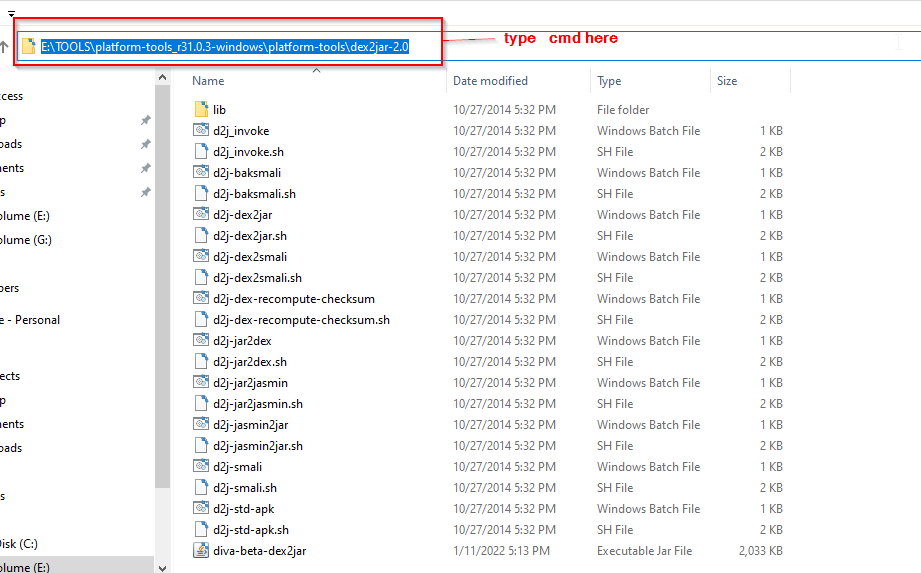 E:\TOOLS\platform-tools_r31.0.3-windows\platform-tools\dex2jar-2.0
type cmd here
Name Date modified Type Size
cess
p
oads
ents
s
olume (E:)
olume (G:)
bers
e - Personal
ects
p
ents
oads
s
Disk (C:)
olume (E:)
lib 10/27/2014 5:32 PM File folder
d2j_invoke 10/27/2014 5:32 PM Windows Batch File 1 KB
d2j_invoke.sh 10/27/2014 5:32 PM SH File 2 KB
d2j-baksmali 10/27/2014 5:32 PM Windows Batch File 1 KB
d2j-baksmali.sh 10/27/2014 5:32 PM SH File 2 KB
d2j-dex2jar 10/27/2014 5:32 PM Windows Batch File 1 KB
d2j-dex2jar.sh 10/27/2014 5:32 PM SH File 2 KB
d2j-dex2smali 10/27/2014 5:32 PM Windows Batch File 1 KB
d2j-dex2smali.sh 10/27/2014 5:32 PM SH File 2 KB
d2j-dex-recompute-checksum 10/27/2014 5:32 PM Windows Batch File 1 KB
d2j-dex-recompute-checksum.sh 10/27/2014 5:32 PM SH File 2 KB
d2j-jar2dex 10/27/2014 5:32 PM Windows Batch File 1 KB
d2j-jar2dex.sh 10/27/2014 5:32 PM SH File 2 KB
d2j-jar2jasmin 10/27/2014 5:32 PM Windows Batch File 1 KB
d2j-jar2jasmin.sh 10/27/2014 5:32 PM SH File 2 KB
d2j-jasmin2jar 10/27/2014 5:32 PM Windows Batch File 1 KB
d2j-jasmin2jar.sh 10/27/2014 5:32 PM SH File 2 KB
d2j-smali 10/27/2014 5:32 PM Windows Batch File 1 KB
d2j-smali.sh 10/27/2014 5:32 PM SH File 2 KB
d2j-std-apk 10/27/2014 5:32 PM Windows Batch File 1 KB
d2j-std-apk.sh 10/27/2014 5:32 PM SH File 2 KB
diva-beta-dex2jar 1/11/2022 5:13 PM Executable Jar File 2,033 KB